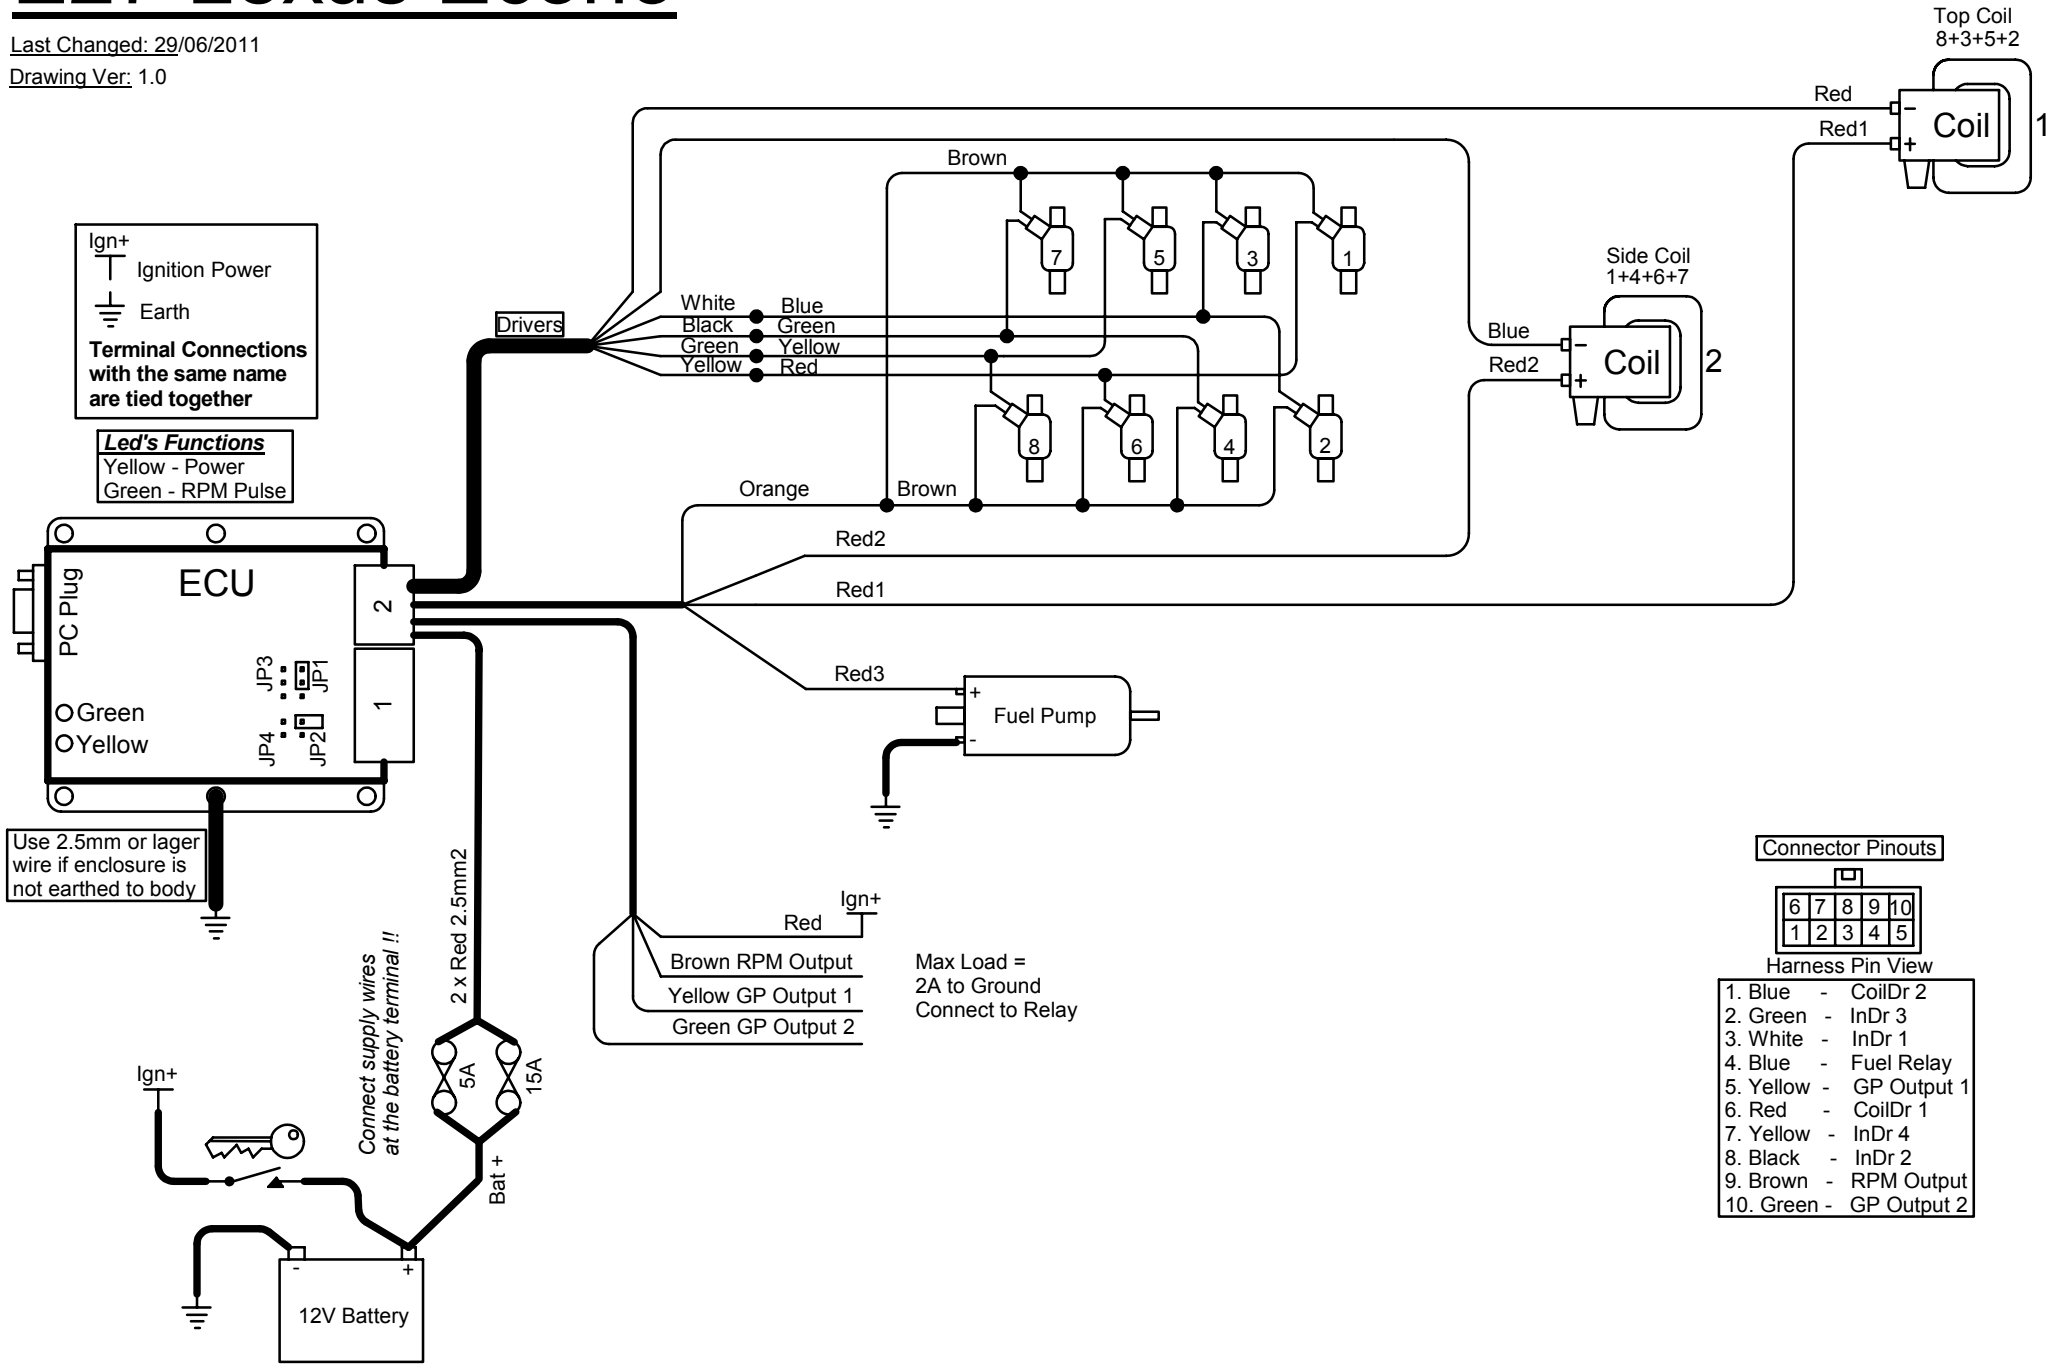 Last Changed: 29/06/2011
Drawing Ver: 1.0
Top Coil
8+3+5+2
Red
Red1
- Coil
+
1
Brown
7 5 3 1
Side Coil
1+4+6+7
Blue
Red2
- Coil
+
2
Ign+
Ignition Power
Earth
Terminal Connections
with the same name
are tied together
Drivers
White Blue
Black Green
Green Yellow
Yellow Red
8 6 4 2
Orange Brown
Red2
Red1
Red3
+
Fuel Pump
-
Led's Functions
Yellow - Power
Green - RPM Pulse
ECU
PC Plug
2
1
JP3
JP1
JP4
JP2
Green
Yellow
Use 2.5mm or lager
wire if enclosure is
not earthed to body
2 x Red 2.5mm2
Connect supply wires
at the battery terminal !!
5A
15A
Bat +
Ign+
Red
Brown RPM Output
Yellow GP Output 1
Green GP Output 2
Max Load =
2A to Ground
Connect to Relay
Ign+
- +
12V Battery
Connector Pinouts
6 7 8 9 10
1 2 3 4 5
Harness Pin View
1. Blue - CoilDr 2
2. Green - InDr 3
3. White - InDr 1
4. Blue - Fuel Relay
5. Yellow - GP Output 1
6. Red - CoilDr 1
7. Yellow - InDr 4
8. Black - InDr 2
9. Brown - RPM Output
10. Green - GP Output 2